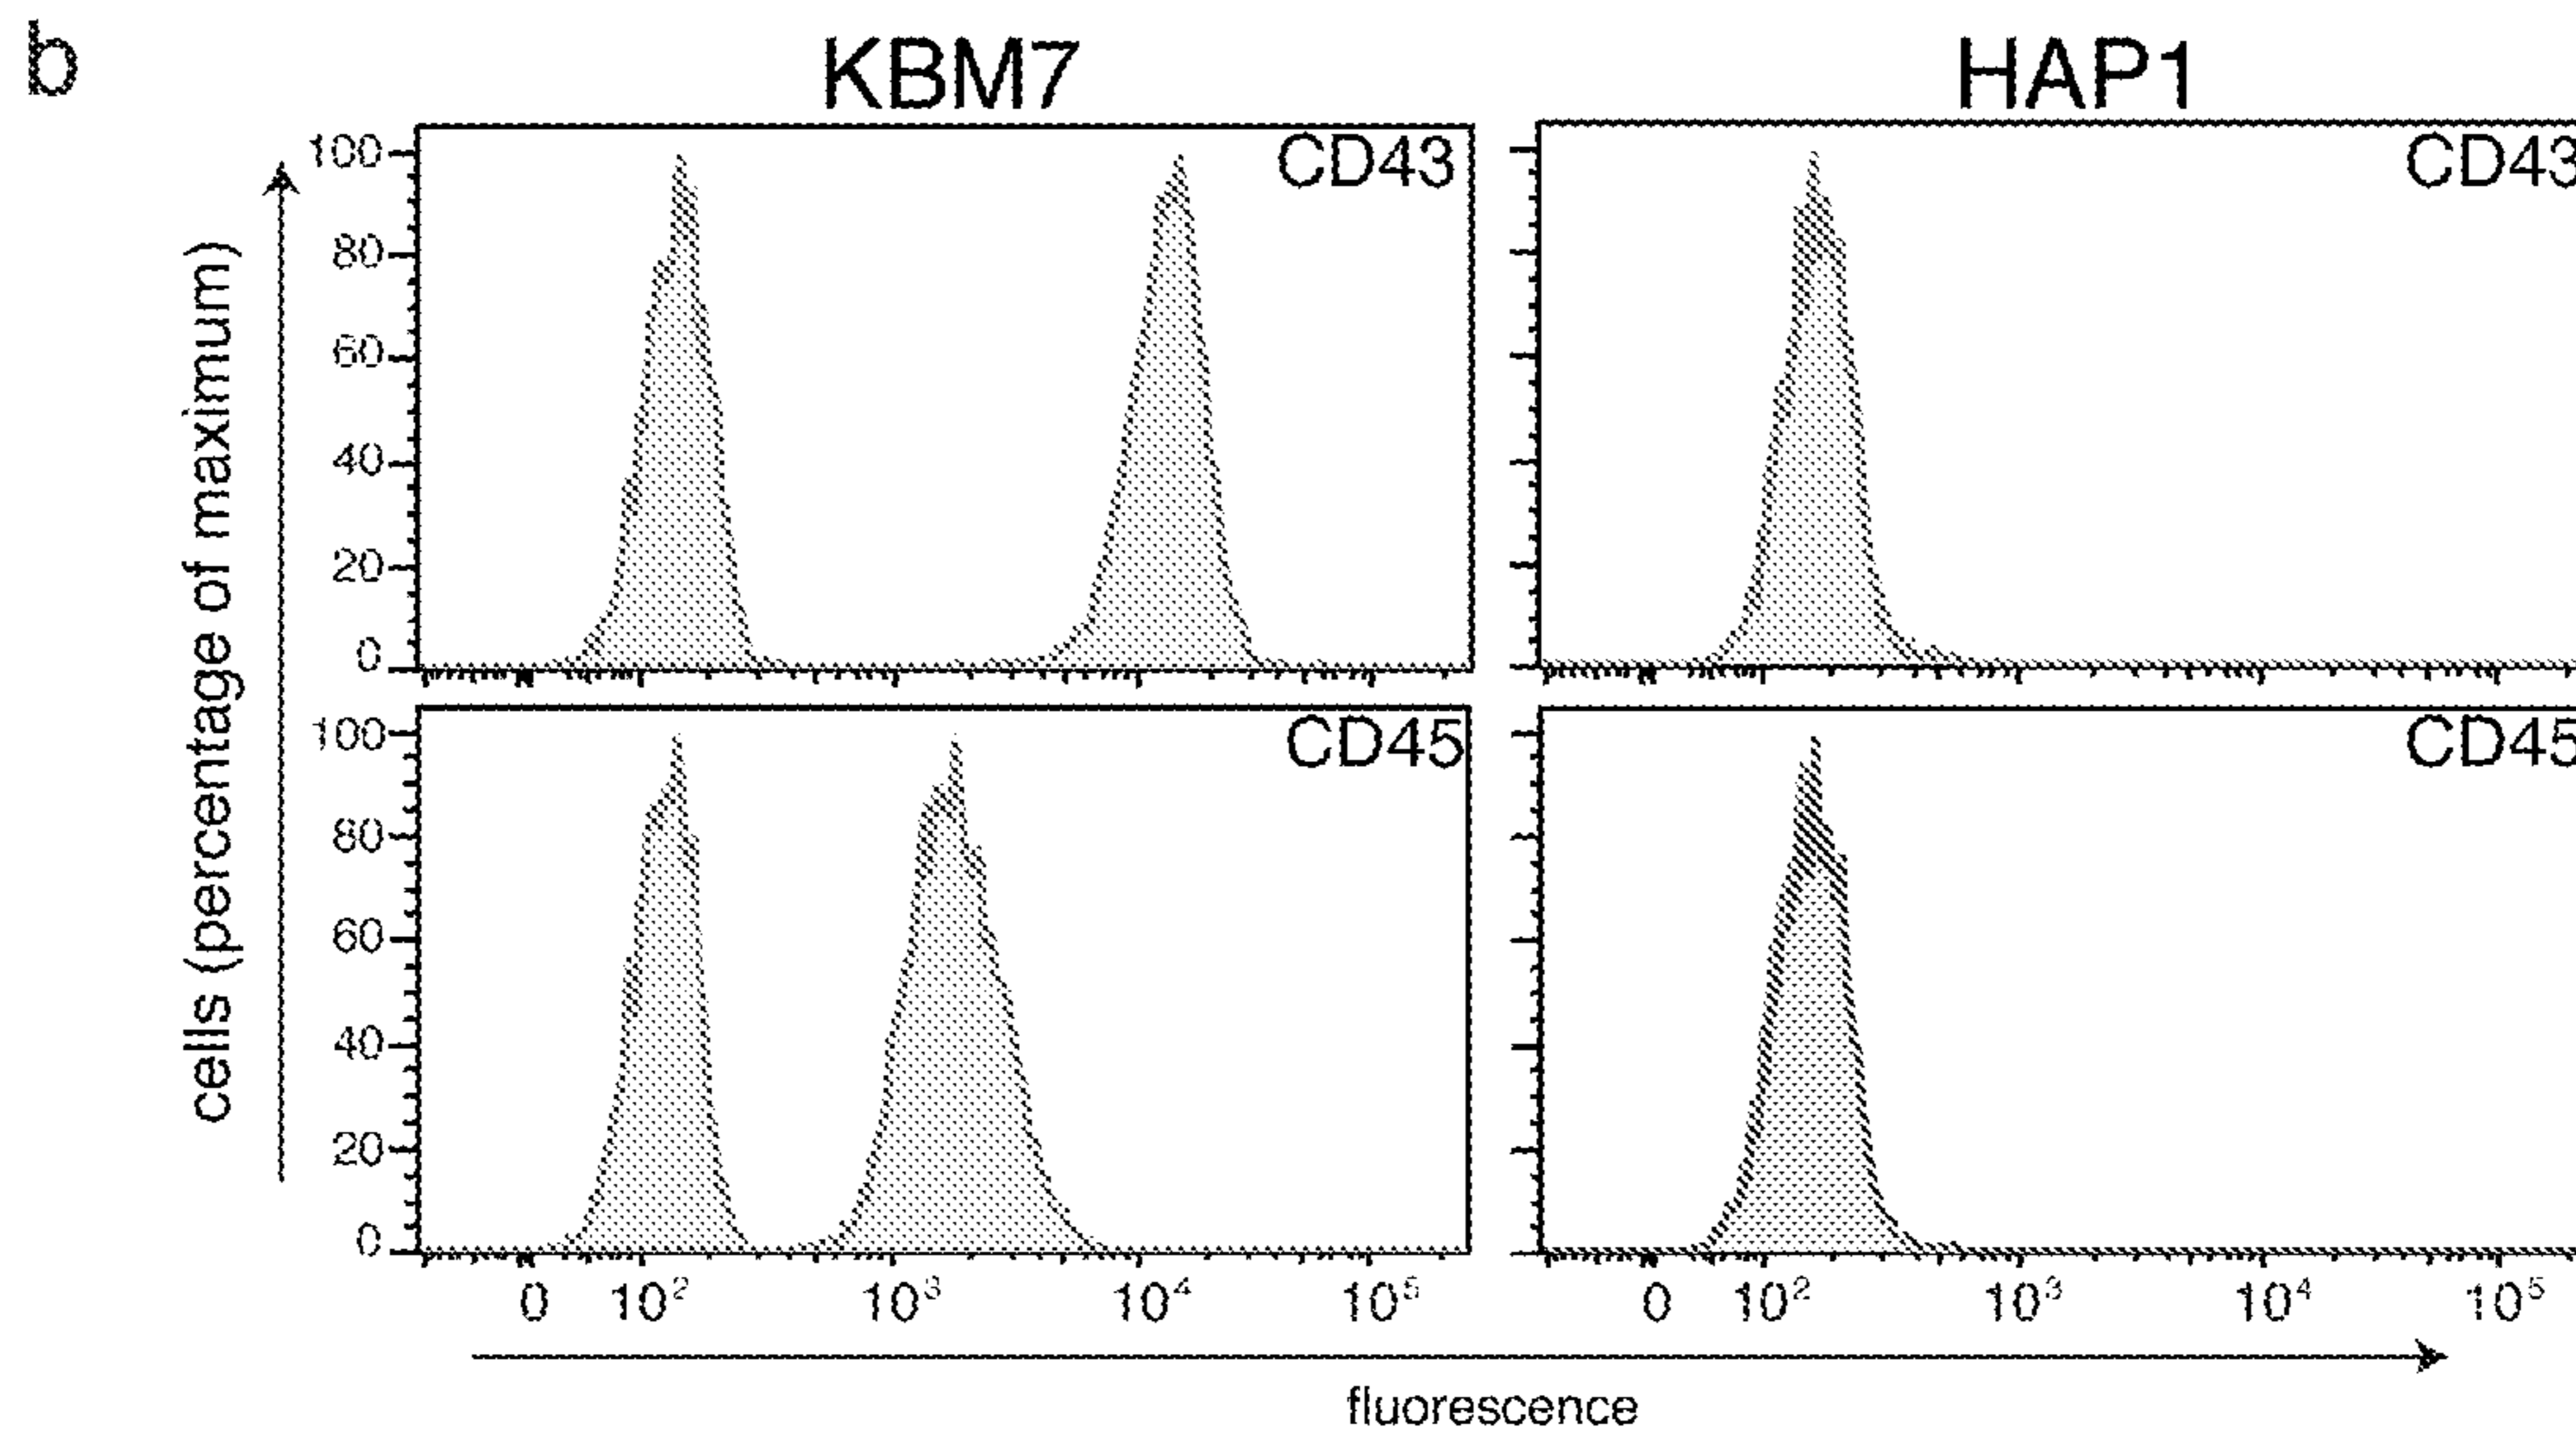 b
KBM7
HAP1
CD43
CD43
100
80
60
40
20
0
CD45
CD45
100
80
60
40
20
0
cells (percentage of maximum)
0 10² 10³ 10⁴ 10⁵
0 10² 10³ 10⁴ 10⁵
fluorescence